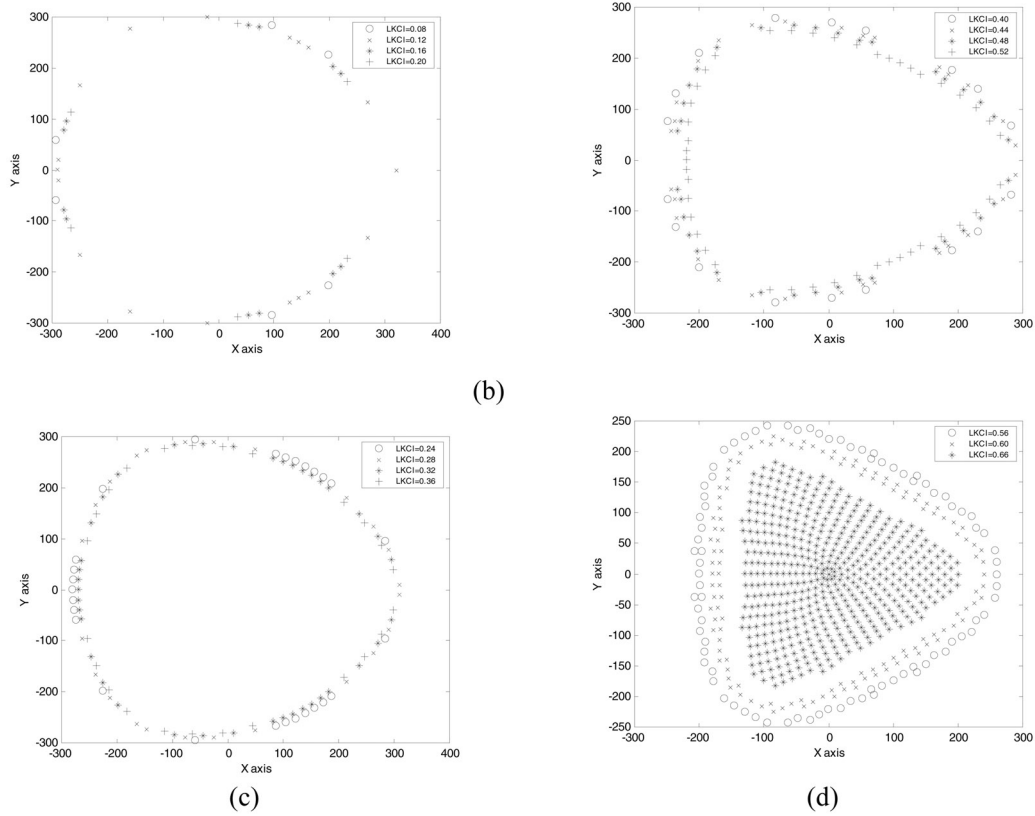 300
200
100
0
-100
-200
-300
-300
-200
-100
0
100
200
300
400
Y axis
X axis
LKCI=0.08
LKCI=0.12
LKCI=0.16
LKCI=0.20
300
200
100
0
-100
-200
-300
-300
-200
-100
0
100
200
300
Y axis
X axis
LKCI=0.40
LKCI=0.44
LKCI=0.48
LKCI=0.52
(b)
300
200
100
0
-100
-200
-300
-300
-200
-100
0
100
200
300
400
Y axis
X axis
LKCI=0.24
LKCI=0.28
LKCI=0.32
LKCI=0.36
(c)
250
200
150
100
50
0
-50
-100
-150
-200
-250
-300
-200
-100
0
100
200
300
Y axis
X axis
LKCI=0.56
LKCI=0.60
LKCI=0.66
(d)